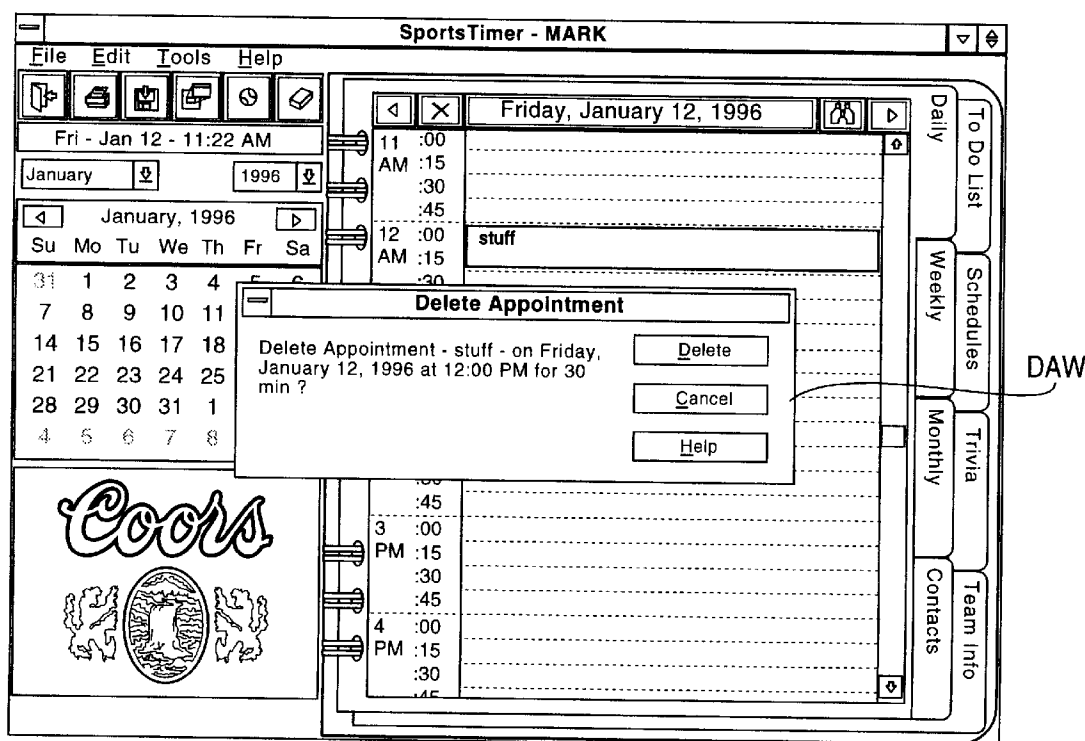 SportsTimer - MARK
File Edit Tools Help
Fri - Jan 12 - 11:22 AM
January 1996
January, 1996
Su Mo Tu We Th Fr Sa
31 1 2 3 4 5 6
7 8 9 10 11
14 15 16 17 18
21 22 23 24 25
28 29 30 31 1
4 5 6 7 8
Coors
Friday, January 12, 1996
11 :00
AM :15
:30
:45
12 :00 stuff
AM :15
:30
Delete Appointment
Delete Appointment - stuff - on Friday,
January 12, 1996 at 12:00 PM for 30
min ?
Delete
Cancel
Help
:30
:45
3 :00
PM :15
:30
:45
4 :00
PM :15
:30
:45
Daily
Weekly
Monthly
Contacts
To Do List
Schedules
Trivia
Team Info
DAW